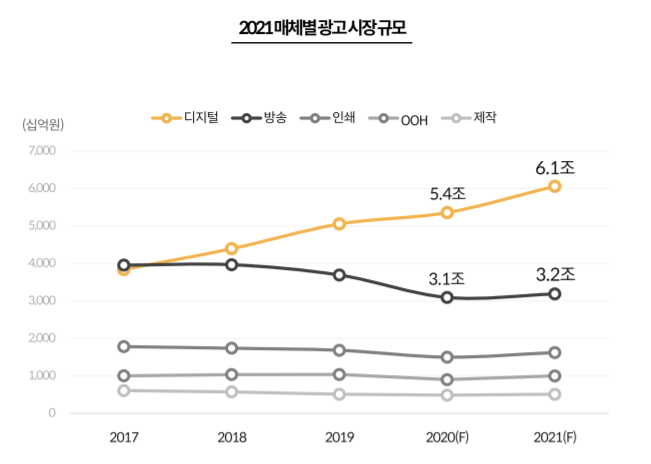 2021 매체별 광고시장 규모
(십억원)
디지털 방송 인쇄 OOH 제작
7,000
6,000
5,000
4,000
3,000
2,000
1,000
0
6.1조
5.4조
3.1조
3.2조
2017 2018 2019 2020(F) 2021(F)